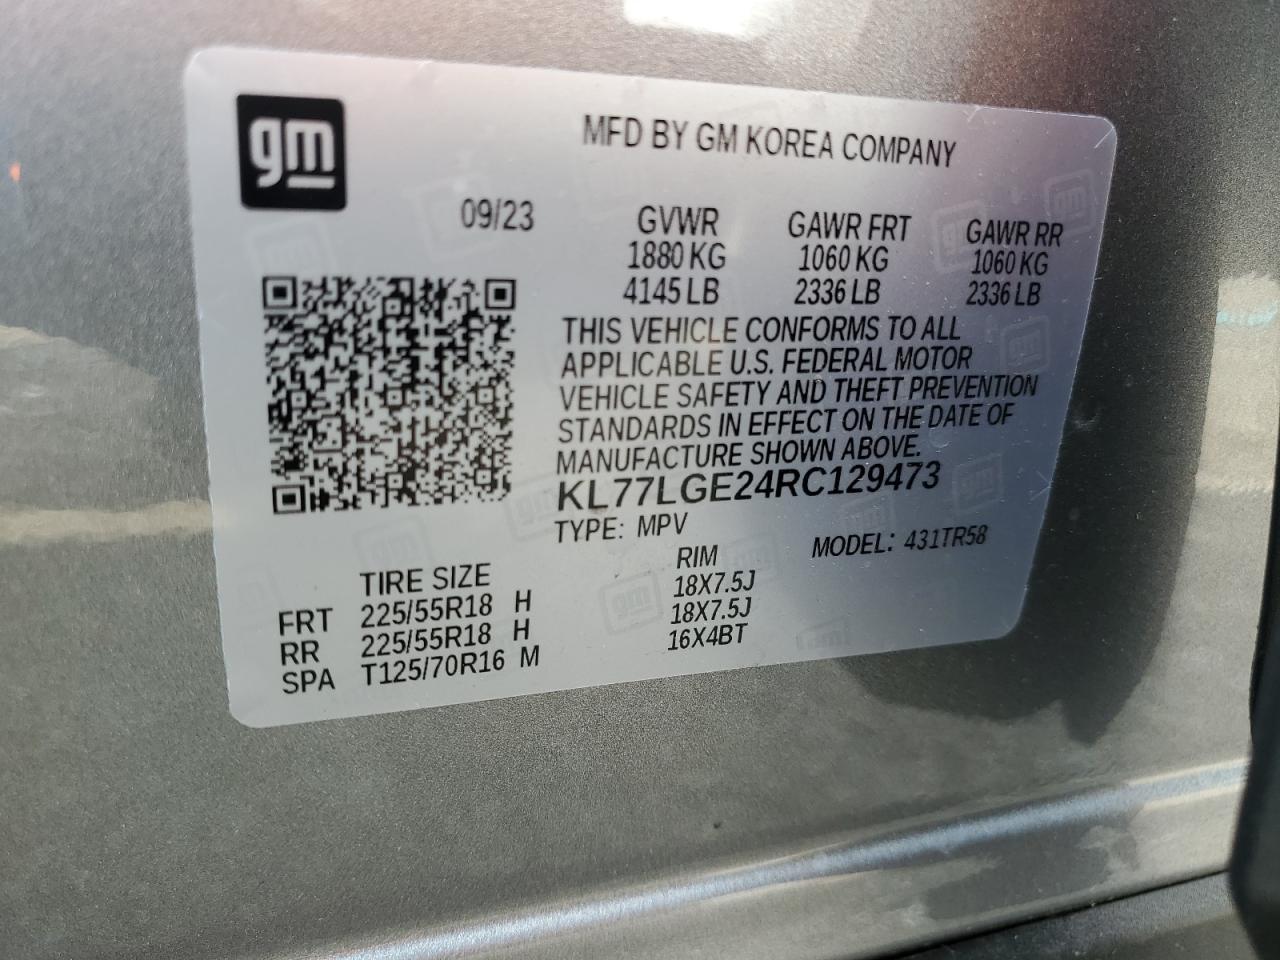 gm
MFD BY GM KOREA COMPANY
09/23
GVWR GAWR FRT GAWR RR
1880 KG 1060 KG 1060 KG
4145 LB 2336 LB 2336 LB
THIS VEHICLE CONFORMS TO ALL
APPLICABLE U.S. FEDERAL MOTOR
VEHICLE SAFETY AND THEFT PREVENTION
STANDARDS IN EFFECT ON THE DATE OF
MANUFACTURE SHOWN ABOVE.
KL77LGE24RC129473
TYPE: MPV MODEL: 431TR58
TIRE SIZE RIM
FRT 225/55R18 H 18X7.5J
RR 225/55R18 H 18X7.5J
SPA T125/70R16 M 16X4BT